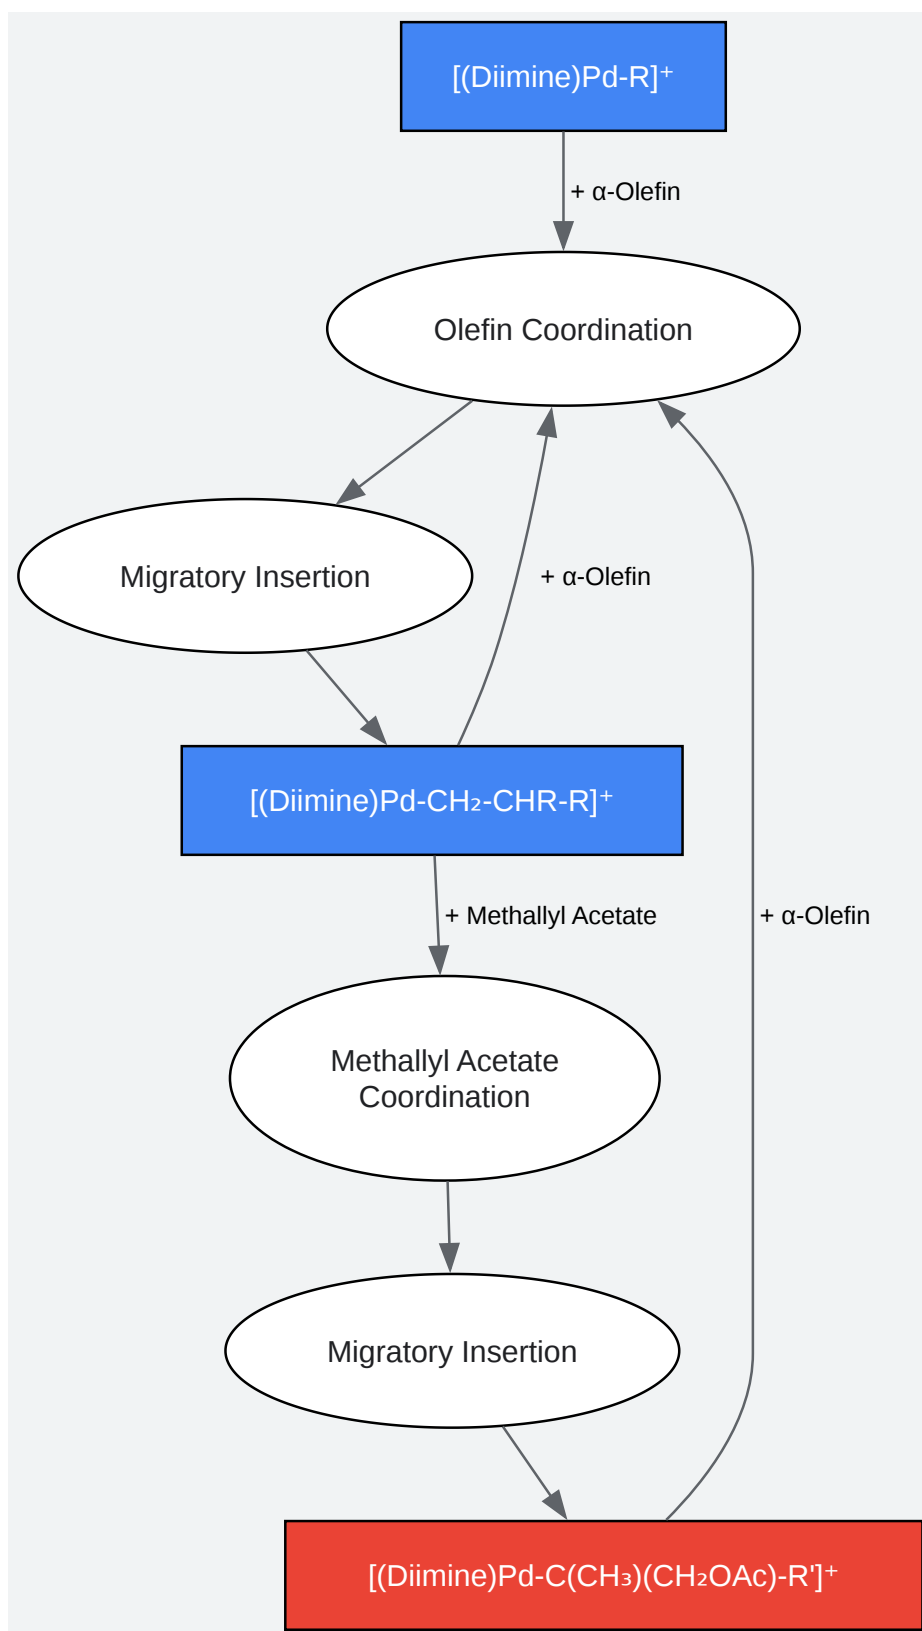 [(Diimine)Pd-R]⁺
+ α-Olefin
Olefin Coordination
Migratory Insertion
+ α-Olefin
[(Diimine)Pd-CH₂-CHR-R]⁺
+ Methallyl Acetate
+ α-Olefin
Methallyl Acetate
Coordination
Migratory Insertion
[(Diimine)Pd-C(CH₃)(CH₂OAc)-R']⁺